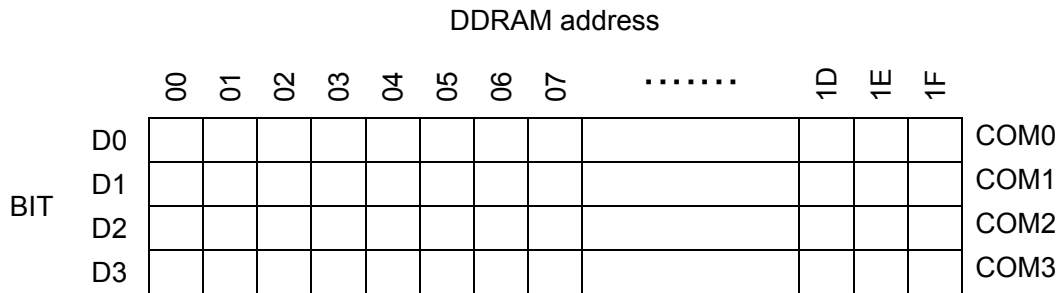 DDRAM address
00 01 02 03 04 05 06 07 ....... 1D 1E 1F
D0 COM0
D1 COM1
BIT
D2 COM2
D3 COM3